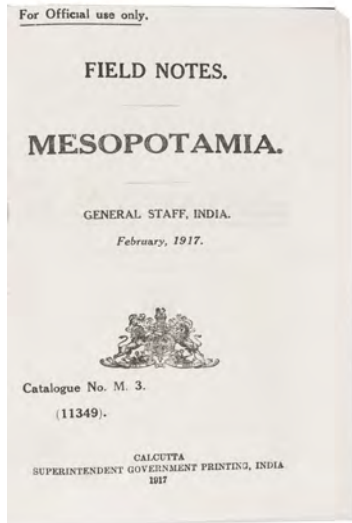 For Official use only.
FIELD NOTES.
MESOPOTAMIA.
GENERAL STAFF, INDIA.
February, 1917.
Catalogue No. M. 3.
(11349).
CALCUTTA
SUPERINTENDENT GOVERNMENT PRINTING, INDIA
1917